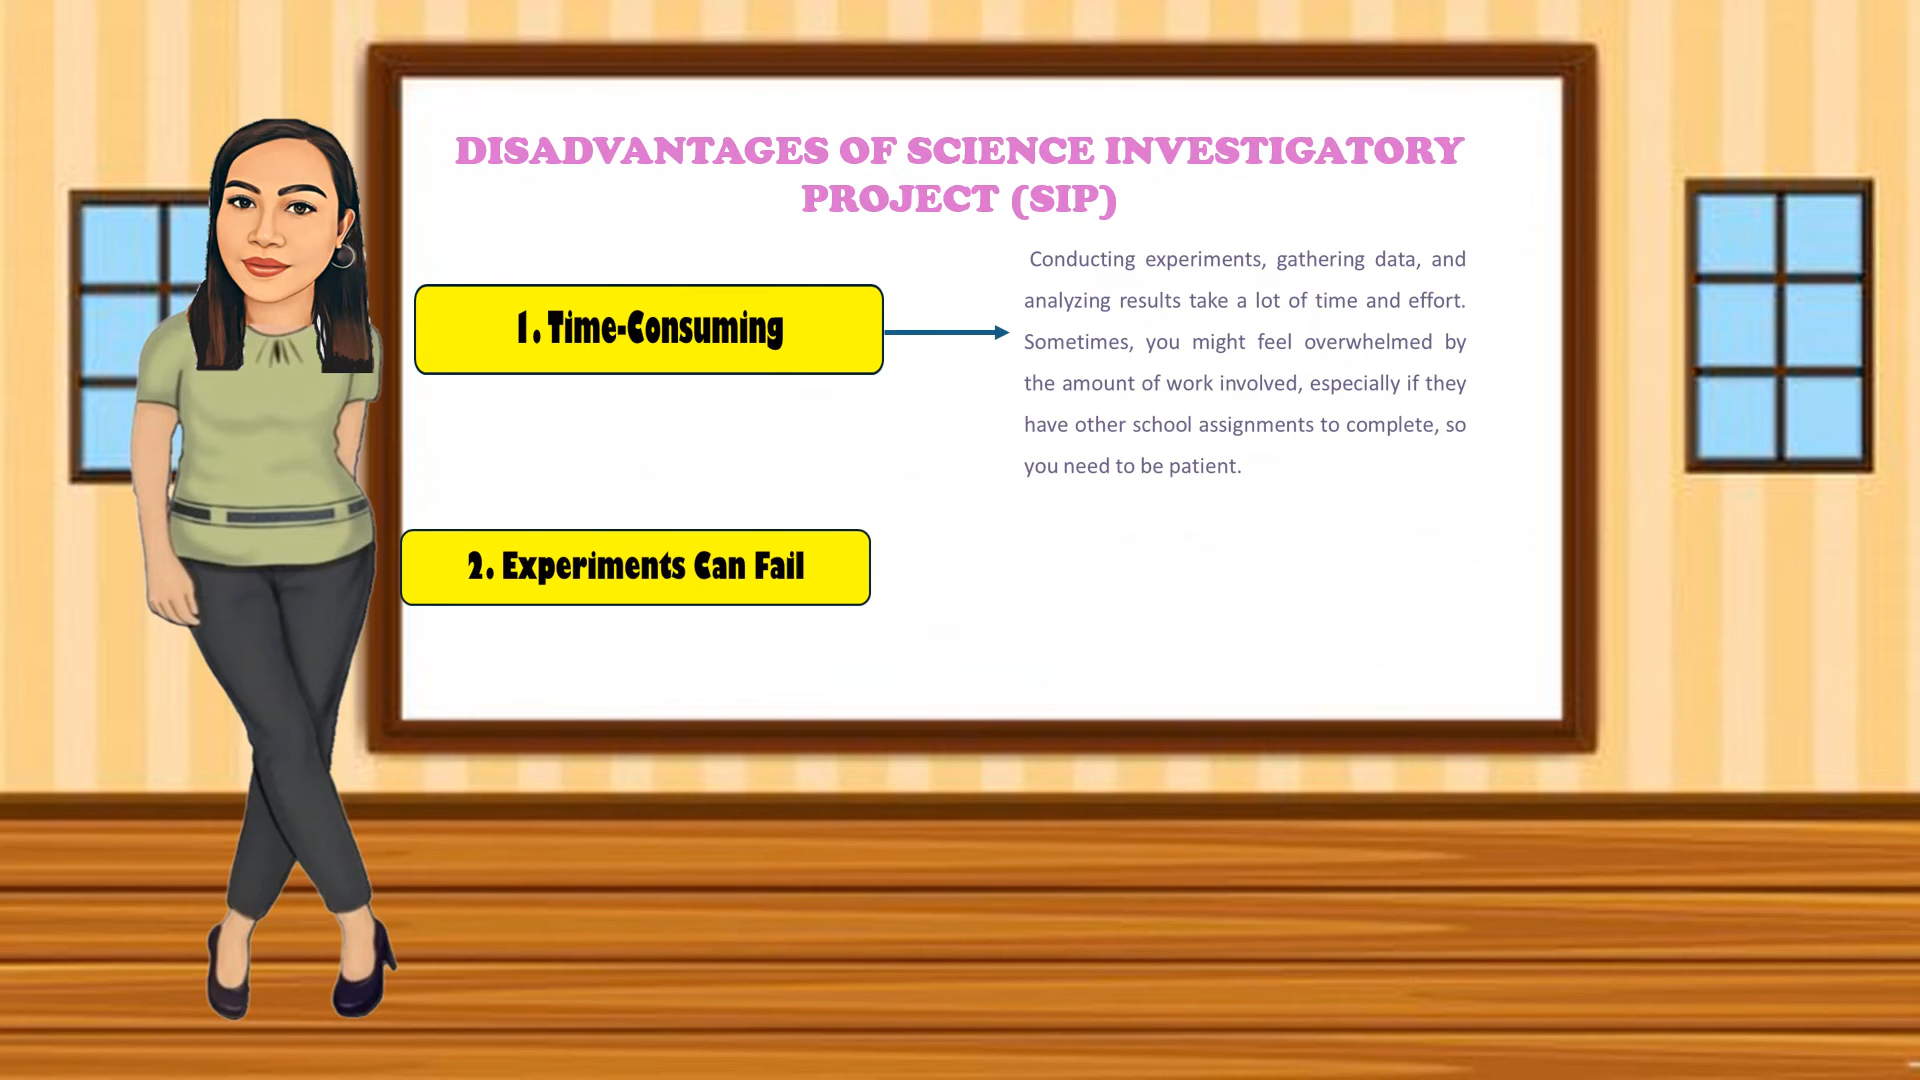 DISADVANTAGES OF SCIENCE INVESTIGATORY
PROJECT (SIP)
1. Time-Consuming
Conducting experiments, gathering data, and
analyzing results take a lot of time and effort.
Sometimes, you might feel overwhelmed by
the amount of work involved, especially if they
have other school assignments to complete, so
you need to be patient.
2. Experiments Can Fail